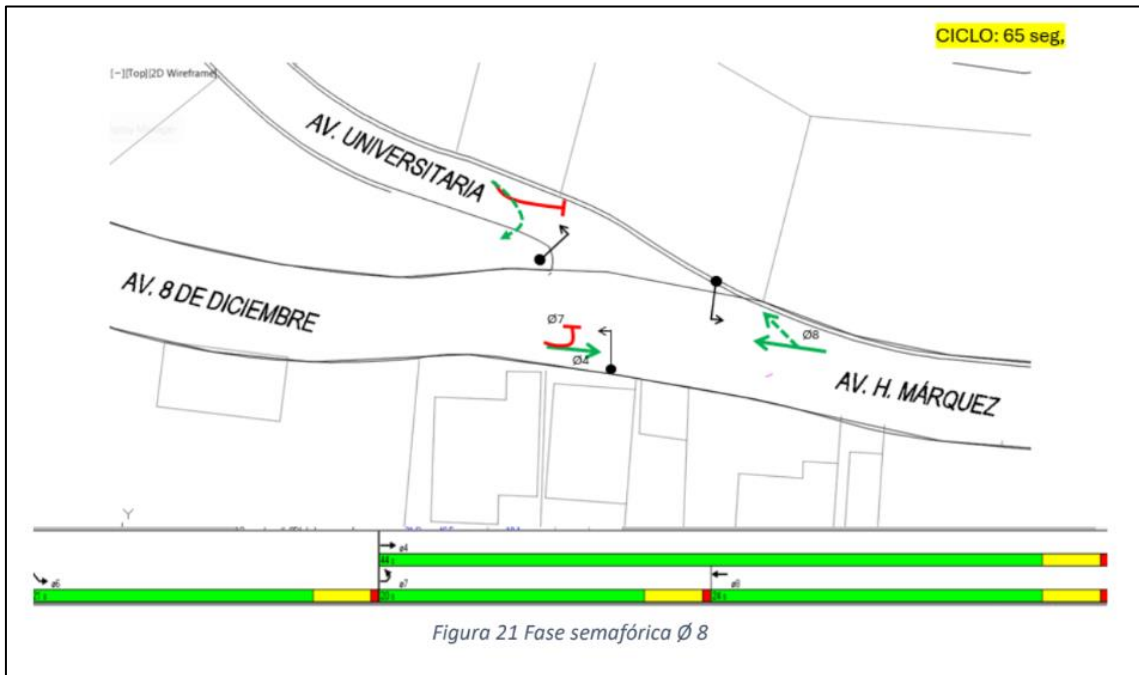 CICLO: 65 seg,
[−][Top][2D Wireframe]
AV. UNIVERSITARIA
AV. 8 DE DICIEMBRE
Ø7
Ø4
Ø8
AV. H. MÁRQUEZ
Y
ø4
44 s
ø6
ø7
ø8
20 s
Figura 21 Fase semafórica Ø 8